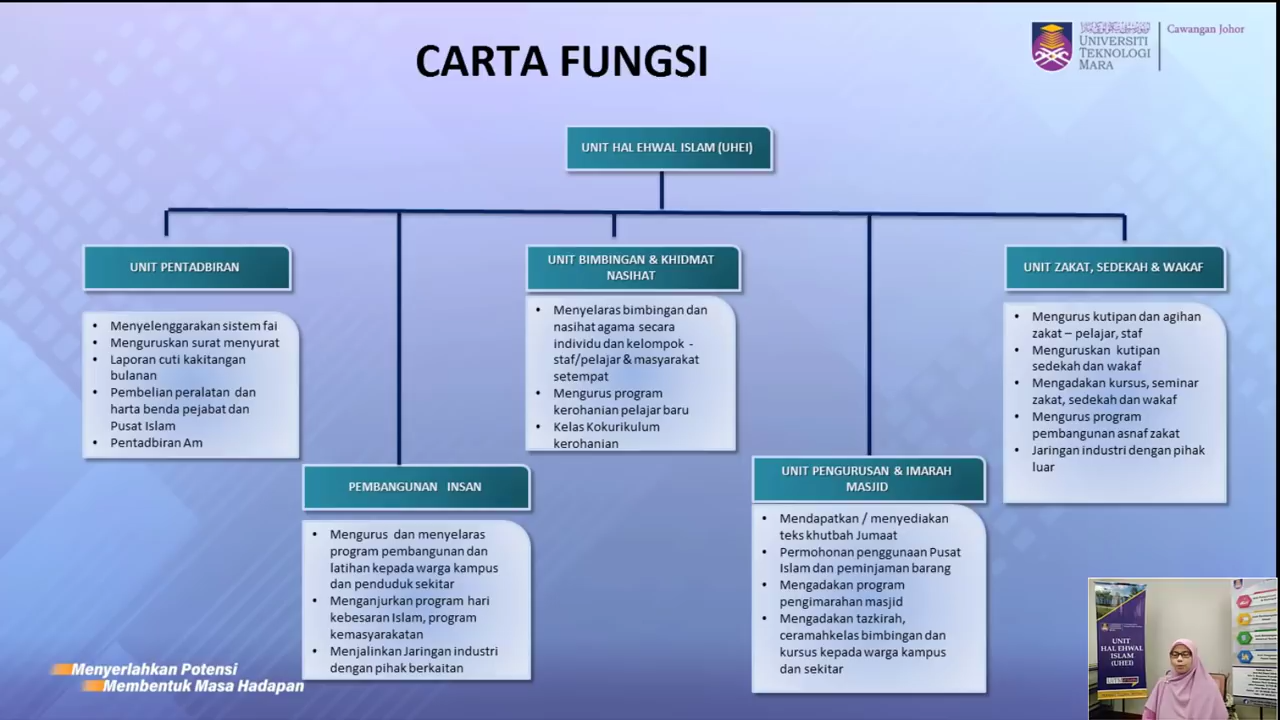 CARTA FUNGSI
UNIVERSITI
TEKNOLOGI
MARA
Cawangan Johor
UNIT HAL EHWAL ISLAM (UHEI)
UNIT PENTADBIRAN
• Menyelenggarakan sistem fai
• Menguruskan surat menyurat
• Laporan cuti kakitangan
bulanan
• Pembelian peralatan dan
harta benda pejabat dan
Pusat Islam
• Pentadbiran Am
PEMBANGUNAN INSAN
• Mengurus dan menyelaras
program pembangunan dan
latihan kepada warga kampus
dan penduduk sekitar
• Menganjurkan program hari
kebesaran Islam, program
kemasyarakatan
• Menjalinkan Jaringan industri
dengan pihak berkaitan
UNIT BIMBINGAN & KHIDMAT
NASIHAT
• Menyelaras bimbingan dan
nasihat agama secara
individu dan kelompok -
staf/pelajar & masyarakat
setempat
• Mengurus program
kerohanian pelajar baru
• Kelas Kokurikulum
kerohanian
UNIT PENGURUSAN & IMARAH
MASJID
• Mendapatkan / menyediakan
teks khutbah Jumaat
• Permohonan penggunaan Pusat
Islam dan peminjaman barang
• Mengadakan program
pengimarahan masjid
• Mengadakan tazkirah,
ceramahkelas bimbingan dan
kursus kepada warga kampus
dan sekitar
UNIT ZAKAT, SEDEKAH & WAKAF
• Mengurus kutipan dan agihan
zakat – pelajar, staf
• Menguruskan kutipan
sedekah dan wakaf
• Mengadakan kursus, seminar
zakat, sedekah dan wakaf
• Mengurus program
pembangunan asnaf zakat
• Jaringan industri dengan pihak
luar
Menyerlahkan Potensi
Membentuk Masa Hadapan
UNIT
HAL EHWAL
ISLAM
(UHEI)